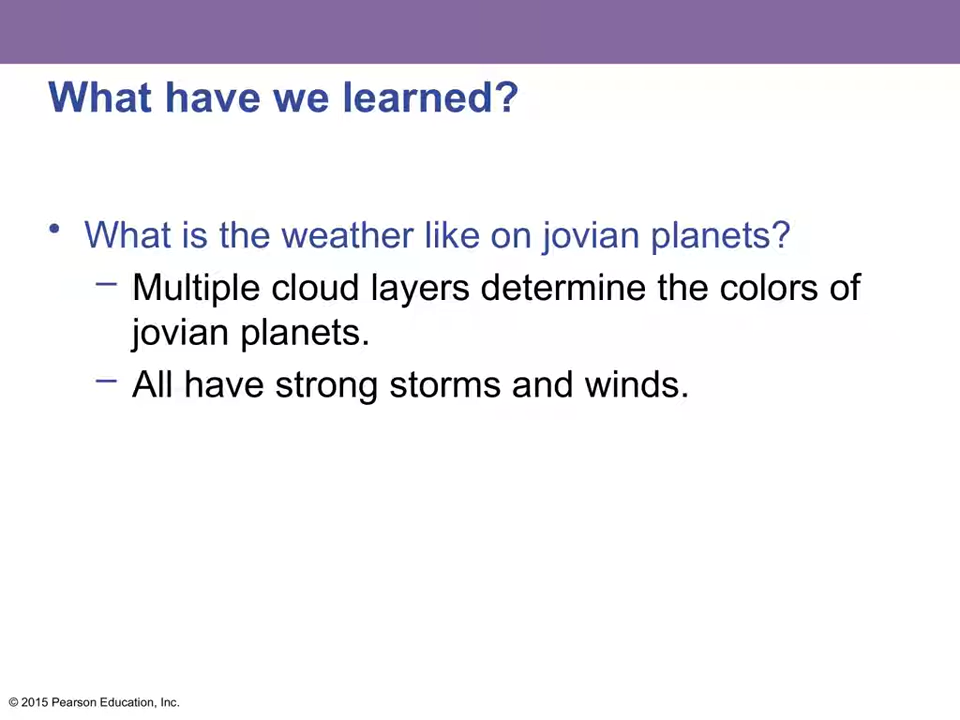 What have we learned?
• What is the weather like on jovian planets?
– Multiple cloud layers determine the colors of
jovian planets.
– All have strong storms and winds.
© 2015 Pearson Education, Inc.